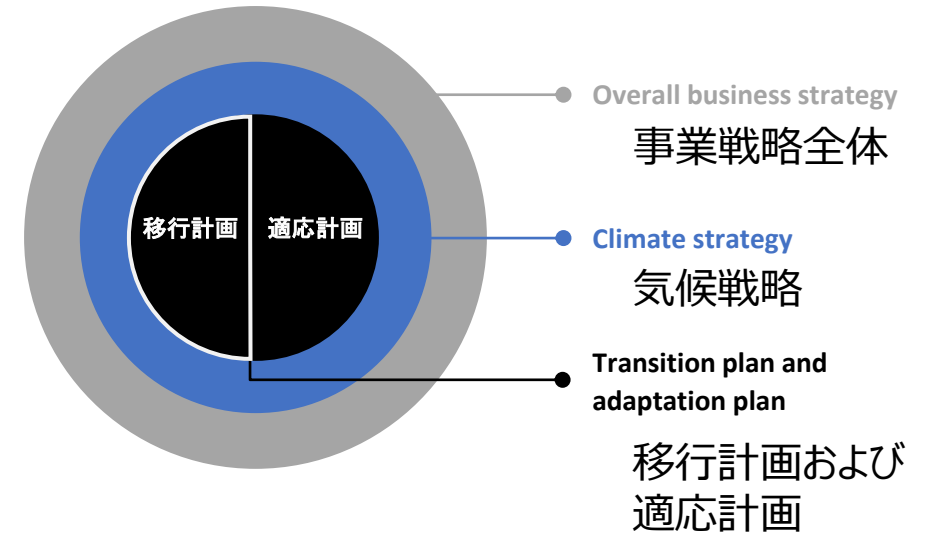 移行計画
適応計画
Overall business strategy
事業戦略全体
Climate strategy
気候戦略
Transition plan and
adaptation plan
移行計画および
適応計画